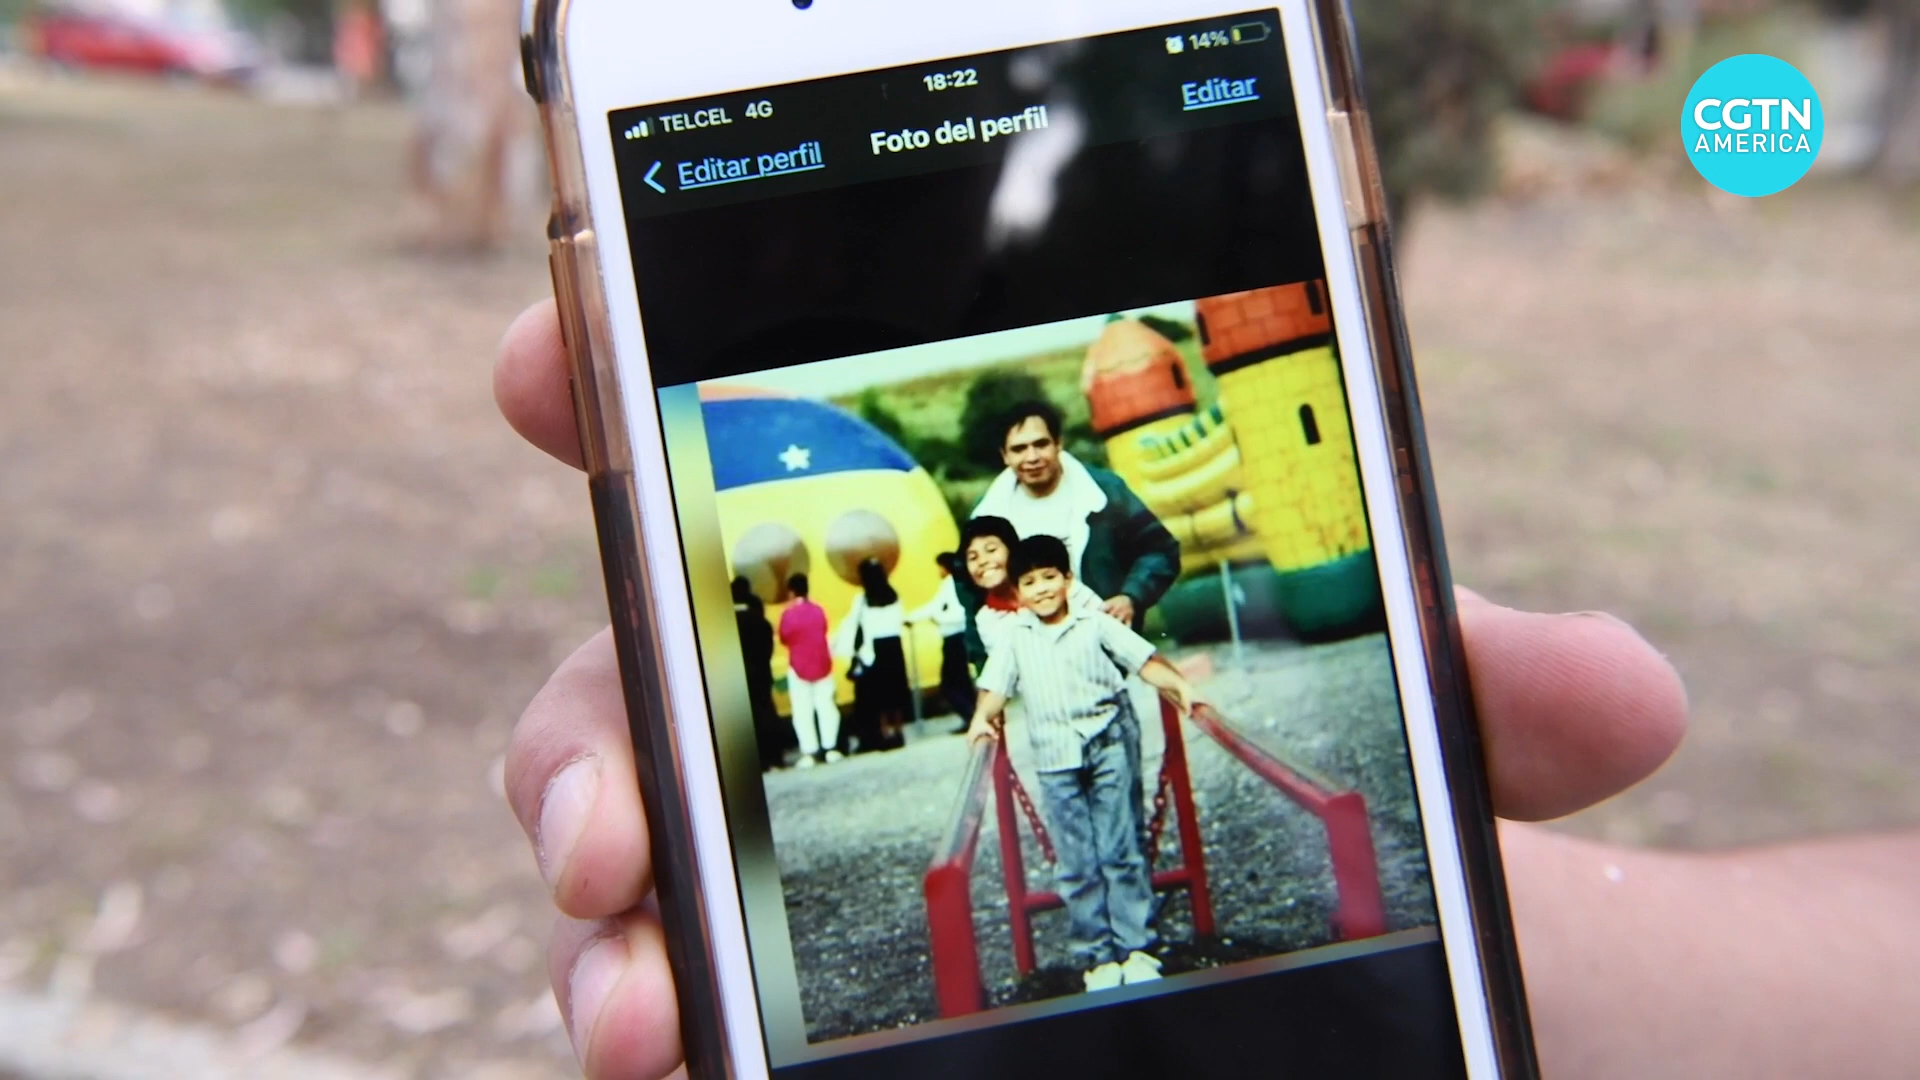 TELCEL 4G
18:22
14%
Editar perfil
Foto del perfil
Editar
CGTN
AMERICA